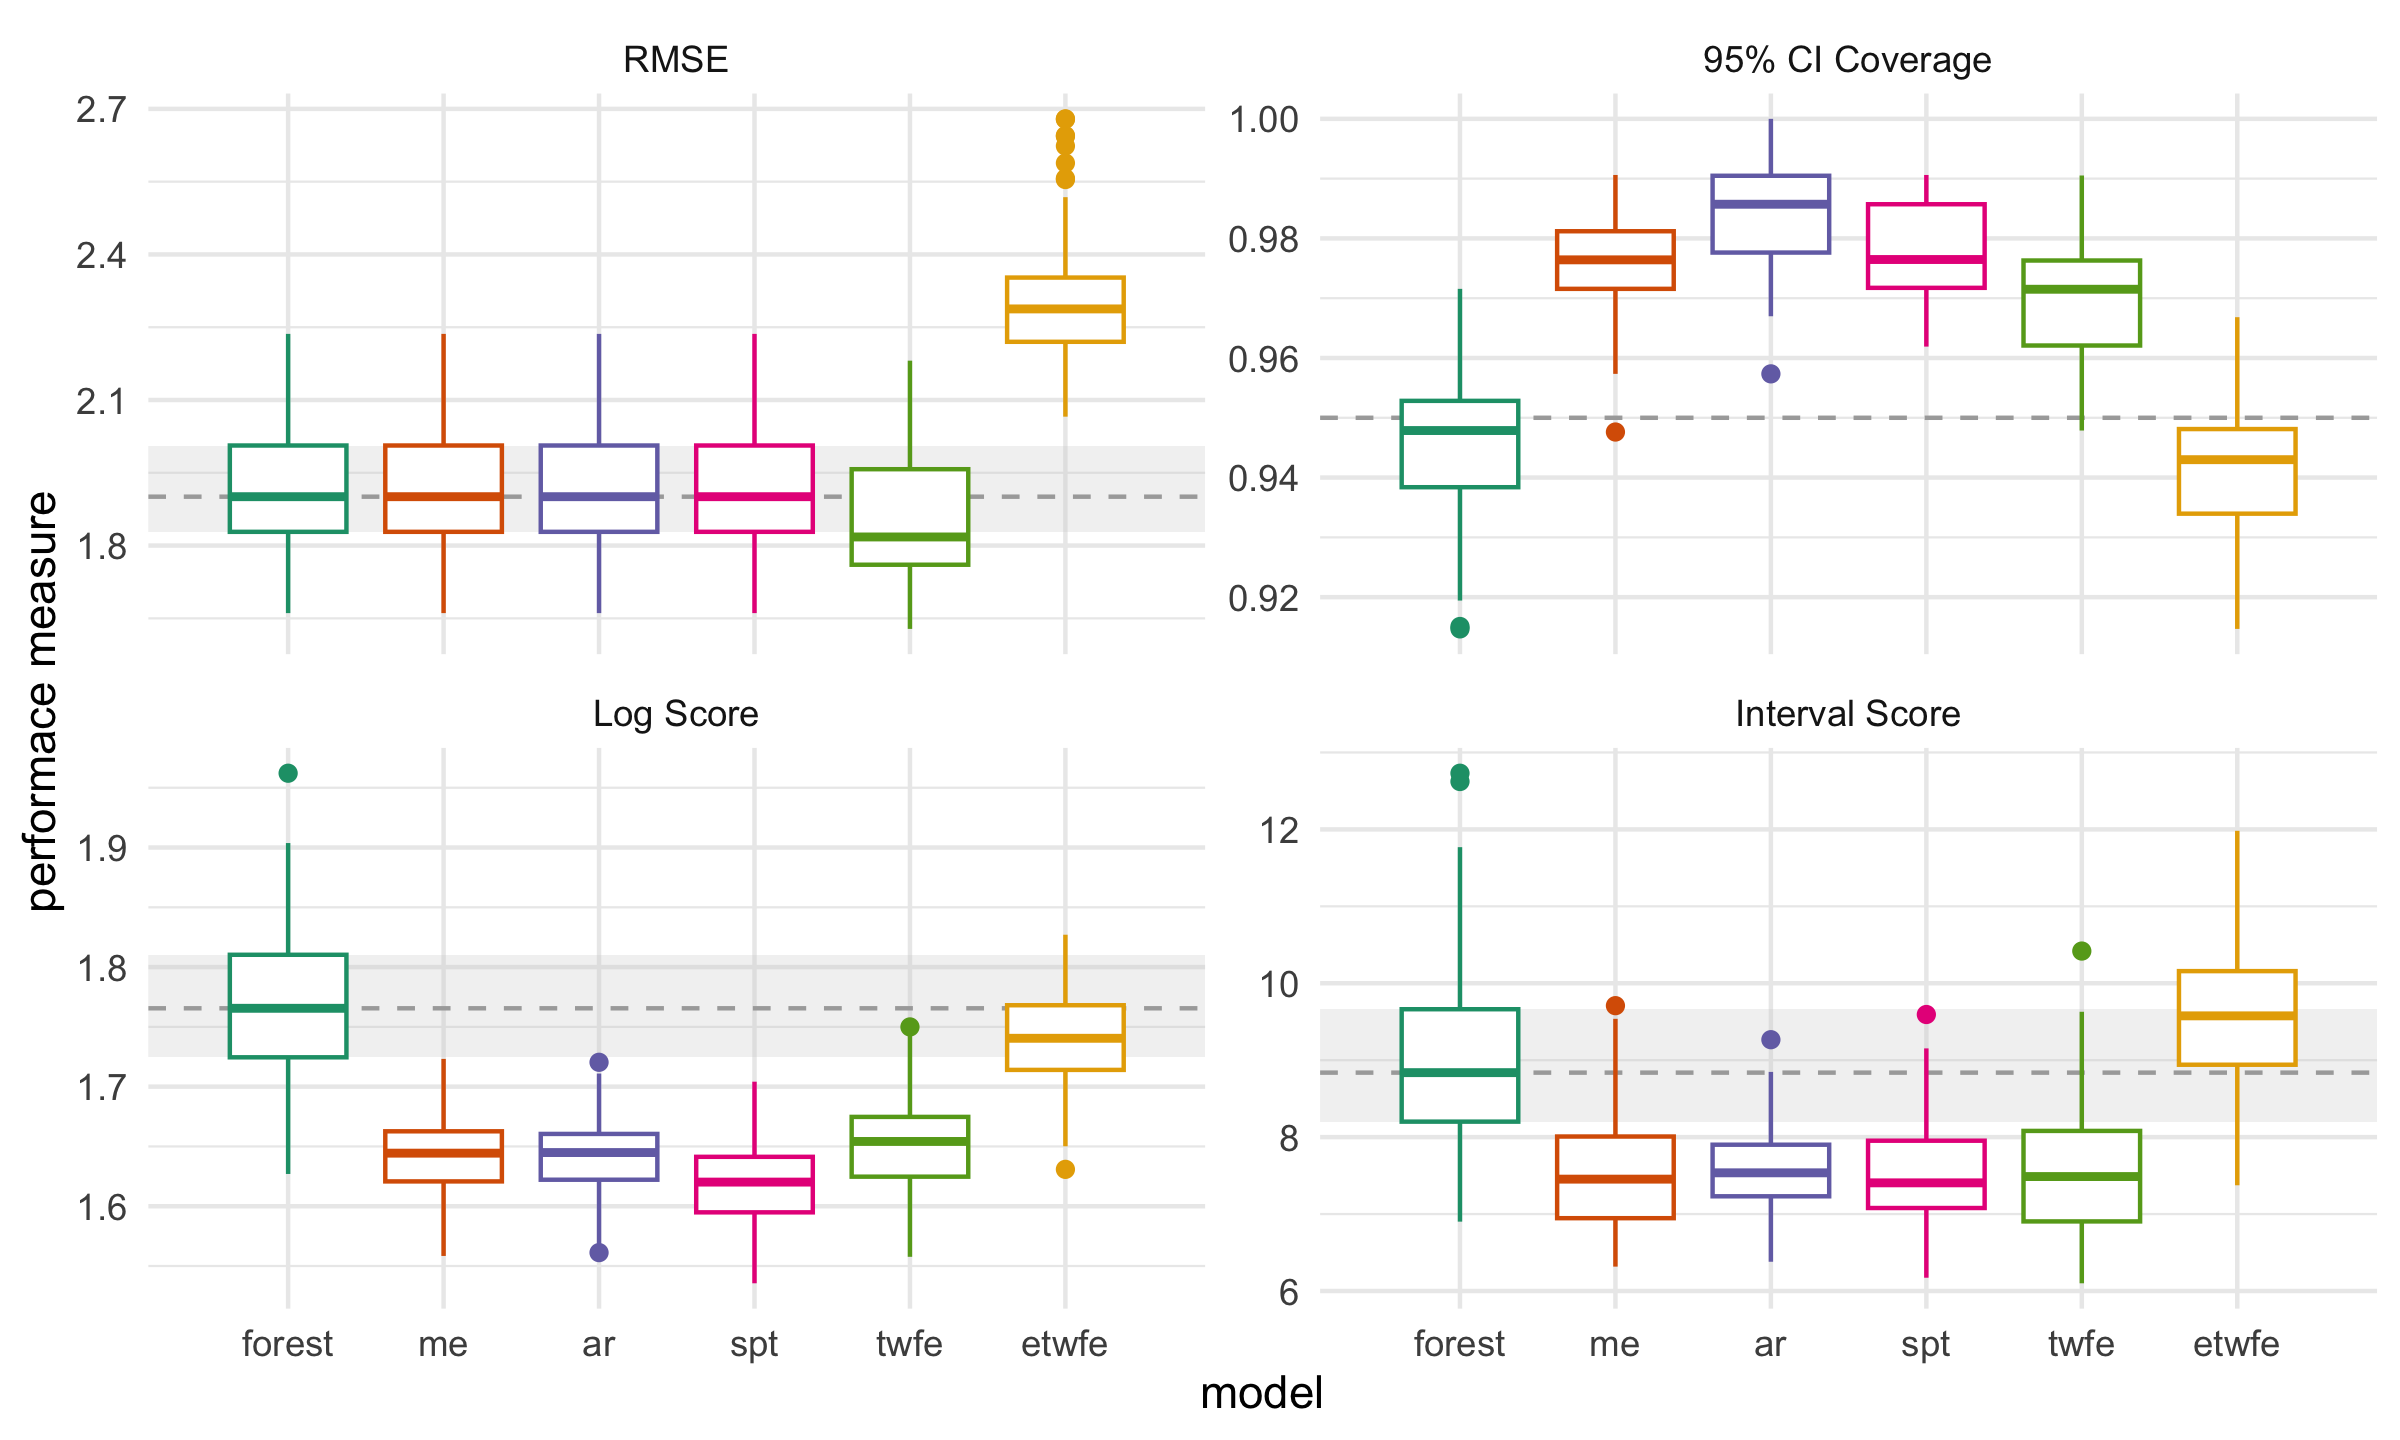 RMSE
95% CI Coverage
2.7
2.4
2.1
1.8
1.00
0.98
0.96
0.94
0.92
Log Score
Interval Score
1.9
1.8
1.7
1.6
12
10
8
6
forest me ar spt twfe etwfe
forest me ar spt twfe etwfe
model
performace measure